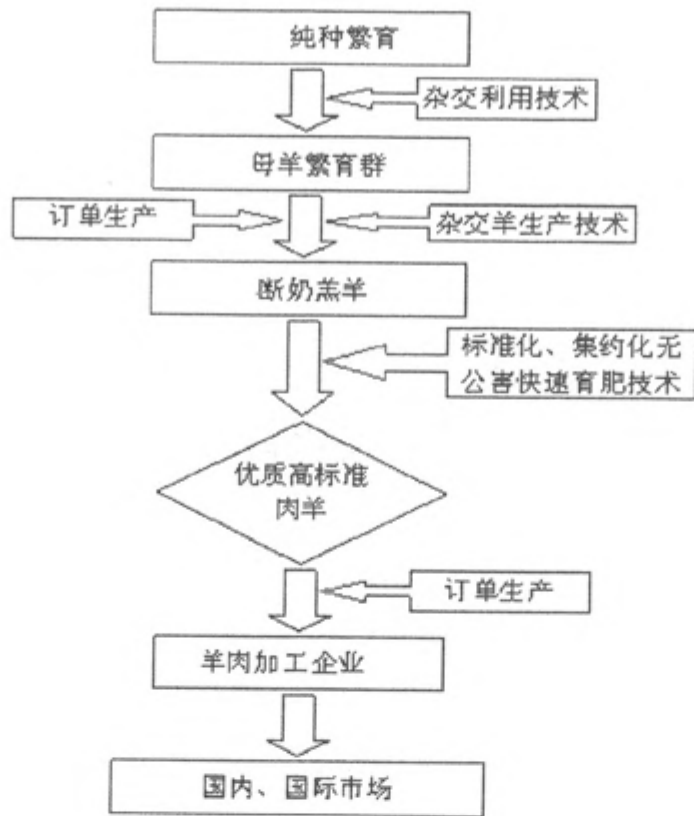 纯种繁育
杂交利用技术
母羊繁育群
订单生产
杂交羊生产技术
断奶羔羊
标准化、集约化无
公害快速育肥技术
优质高标准
肉羊
订单生产
羊肉加工企业
国内、国际市场